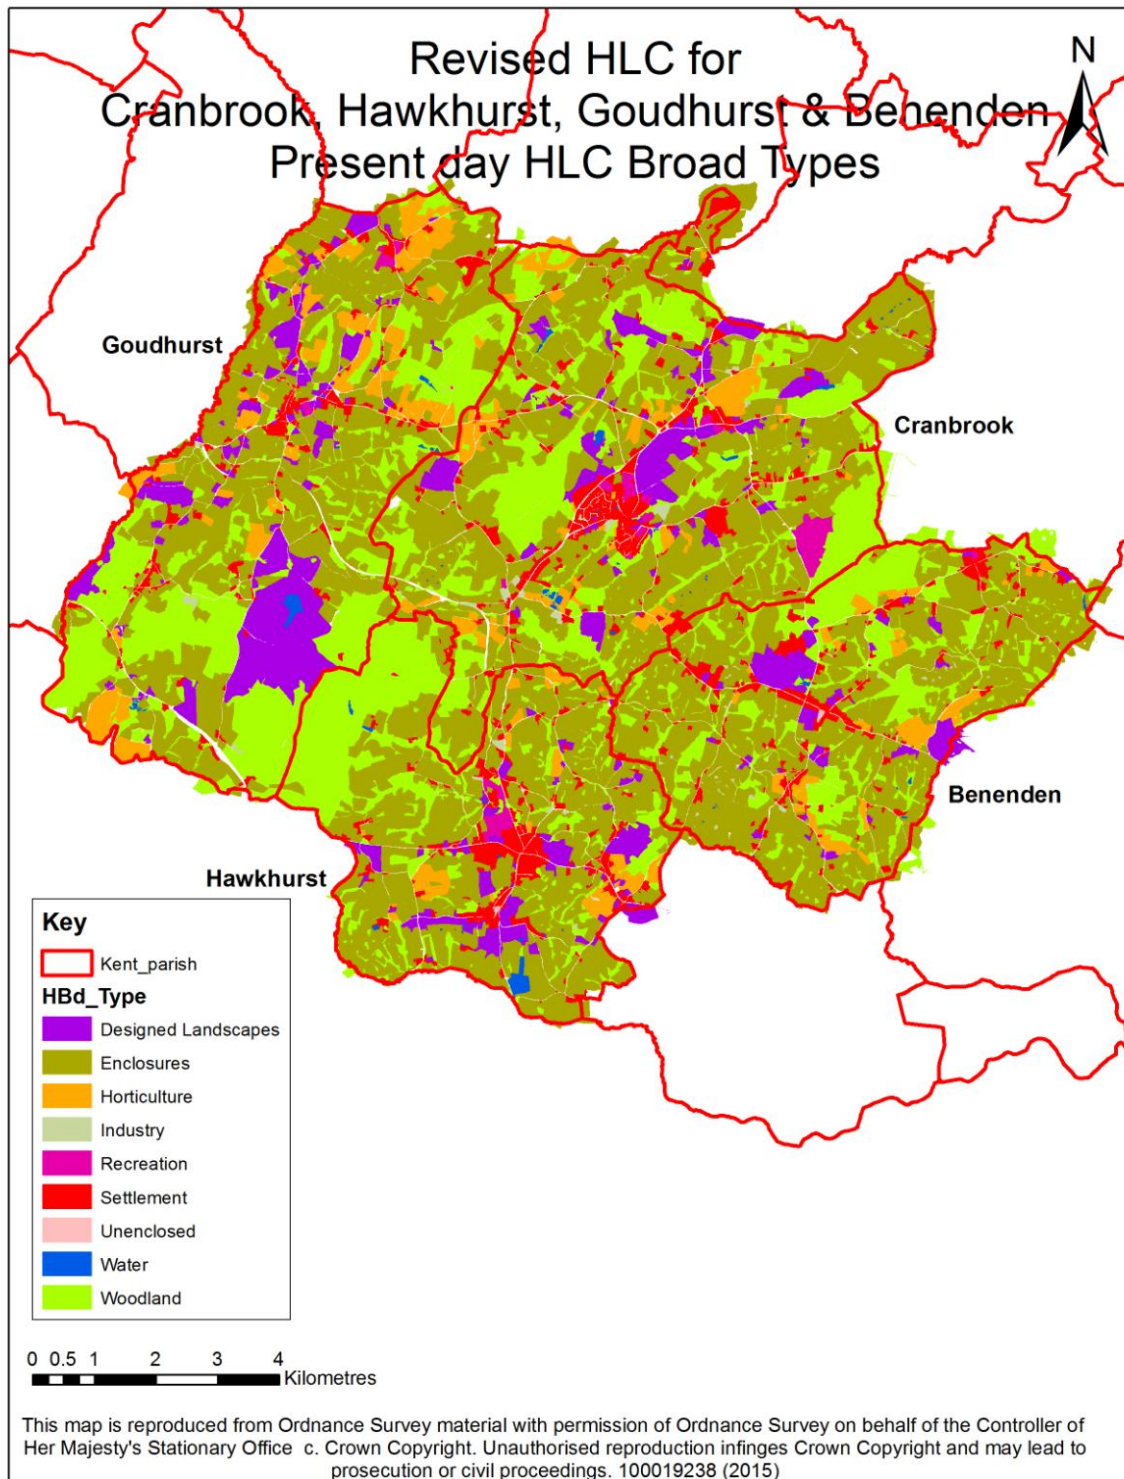 Revised HLC for
Cranbrook, Hawkhurst, Goudhurst & Benenden
Present day HLC Broad Types
N
Goudhurst
Cranbrook
Benenden
Hawkhurst
Key
Kent_parish
HBd_Type
Designed Landscapes
Enclosures
Horticulture
Industry
Recreation
Settlement
Unenclosed
Water
Woodland
0 0.5 1 2 3 4
Kilometres
This map is reproduced from Ordnance Survey material with permission of Ordnance Survey on behalf of the Controller of
Her Majesty's Stationary Office c. Crown Copyright. Unauthorised reproduction infinges Crown Copyright and may lead to
prosecution or civil proceedings. 100019238 (2015)